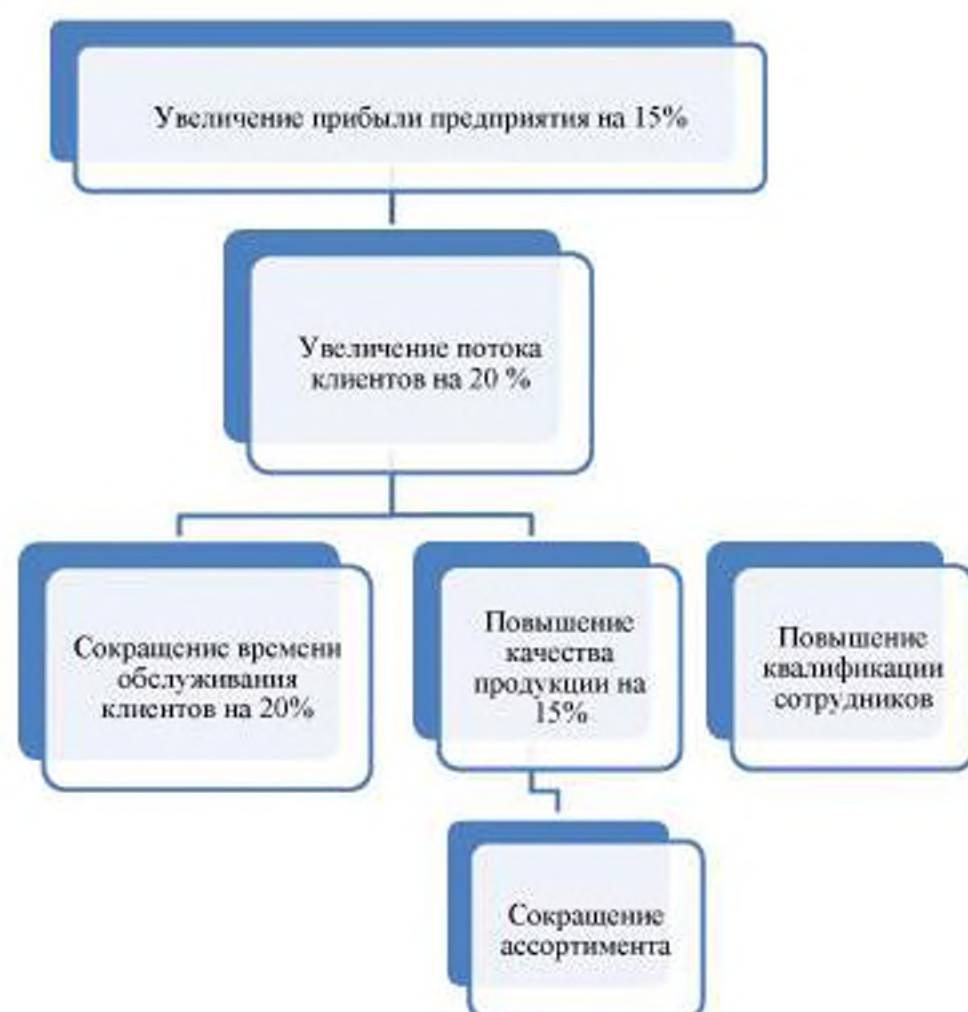 Увеличение прибыли предприятия на 15%
Увеличение потока
клиентов на 20 %
Сокращение времени
обслуживания
клиентов на 20%
Повышение
качества
продукции на
15%
Повышение
квалификации
сотрудников
Сокращение
ассортимента